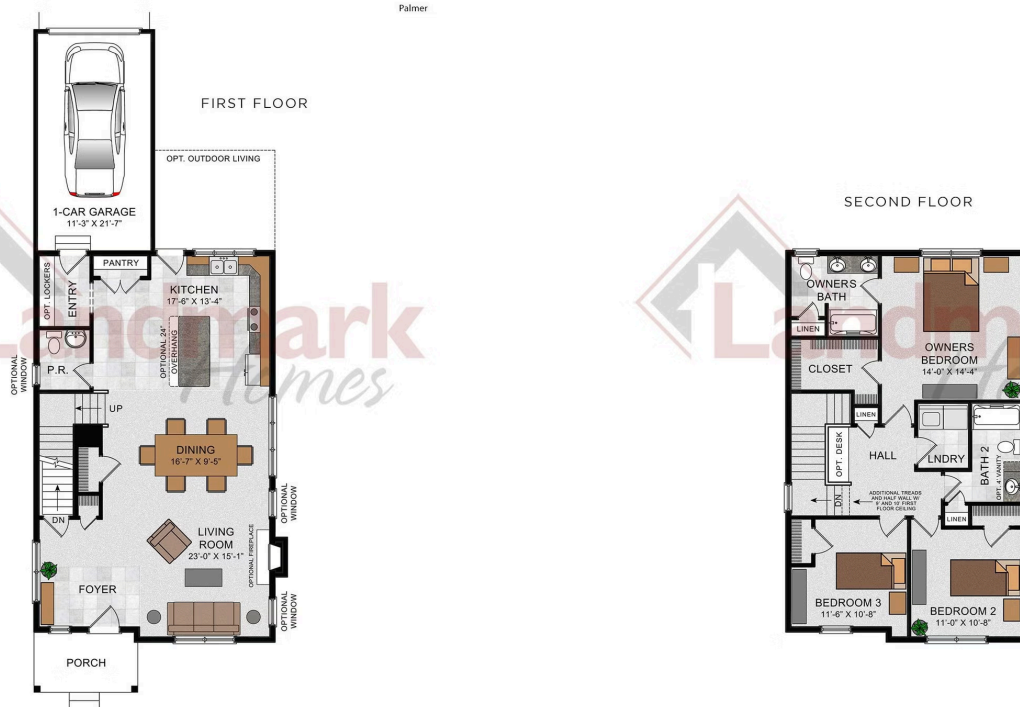 Palmer
FIRST FLOOR
OPT. OUTDOOR LIVING
1-CAR GARAGE
11'-3" X 21'-7"
PANTRY
OPT. LOCKERS
ENTRY
KITCHEN
17'-6" X 13'-4"
OPTIONAL 24"
OVERHANG
OPTIONAL
WINDOW
P.R.
UP
DINING
16'-7" X 9'-5"
OPTIONAL
WINDOW
DN
LIVING
ROOM
23'-0" X 15'-1"
OPTIONAL FIREPLACE
FOYER
OPTIONAL
WINDOW
PORCH
Landmark
Homes
SECOND FLOOR
OWNERS
BATH
LINEN
OWNERS
BEDROOM
14'-0" X 14'-4"
CLOSET
LINEN
OPT. DESK
HALL
LNDRY
BATH 2
OPT. 4' VANITY
DN
ADDITIONAL TREADS
AND HALF WALL W/
9' AND 10' FIRST
FLOOR CEILING
LINEN
BEDROOM 3
11'-6" X 10'-8"
BEDROOM 2
11'-0" X 10'-8"
Landm
H